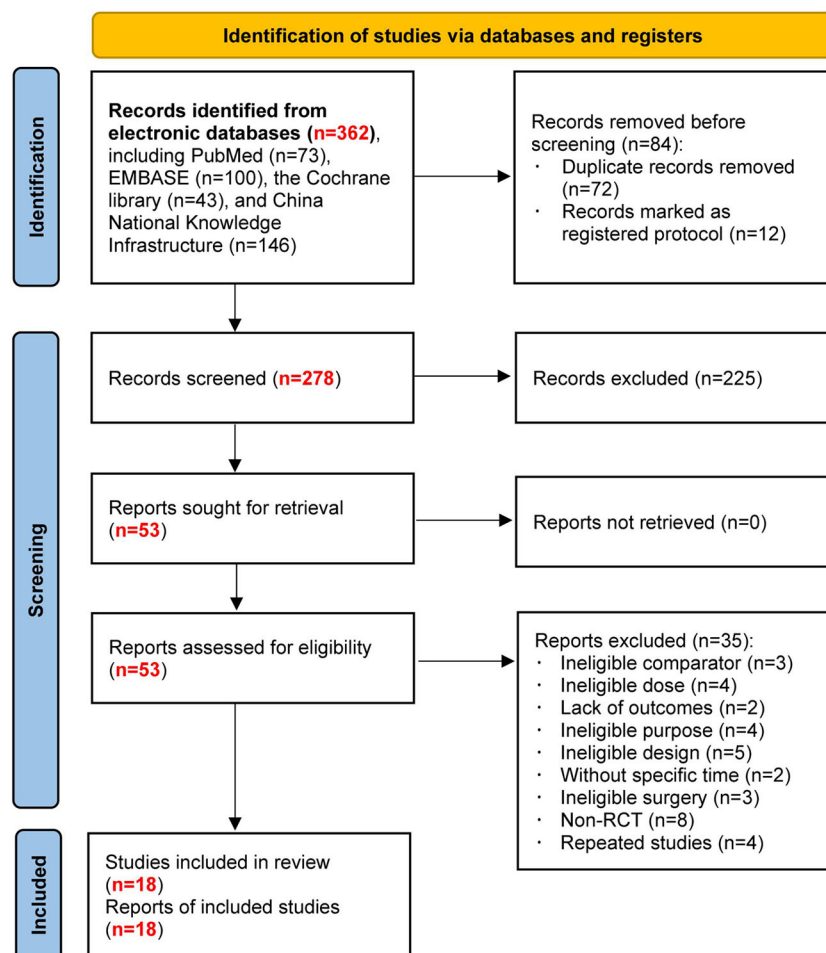 Identification of studies via databases and registers
Identification
Records identified from
electronic databases (n=362),
including PubMed (n=73),
EMBASE (n=100), the Cochrane
library (n=43), and China
National Knowledge
Infrastructure (n=146)
Records removed before
screening (n=84):
· Duplicate records removed
(n=72)
· Records marked as
registered protocol (n=12)
Screening
Records screened (n=278)
Records excluded (n=225)
Reports sought for retrieval
(n=53)
Reports not retrieved (n=0)
Reports assessed for eligibility
(n=53)
Reports excluded (n=35):
· Ineligible comparator (n=3)
· Ineligible dose (n=4)
· Lack of outcomes (n=2)
· Ineligible purpose (n=4)
· Ineligible design (n=5)
· Without specific time (n=2)
· Ineligible surgery (n=3)
· Non-RCT (n=8)
· Repeated studies (n=4)
Included
Studies included in review
(n=18)
Reports of included studies
(n=18)